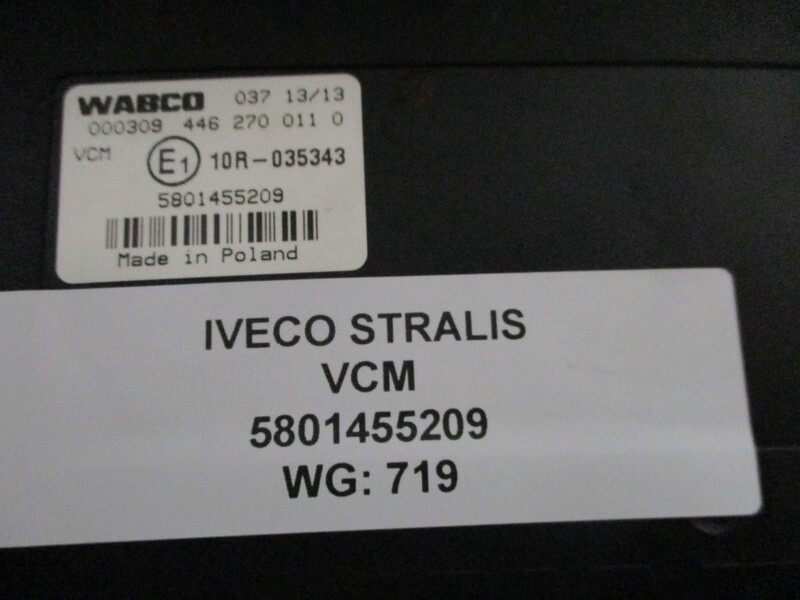 WABCO 037 13/13
000309 446 270 011 0
VCM E1 10R-035343
5801455209
Made in Poland
IVECO STRALIS
VCM
5801455209
WG: 719